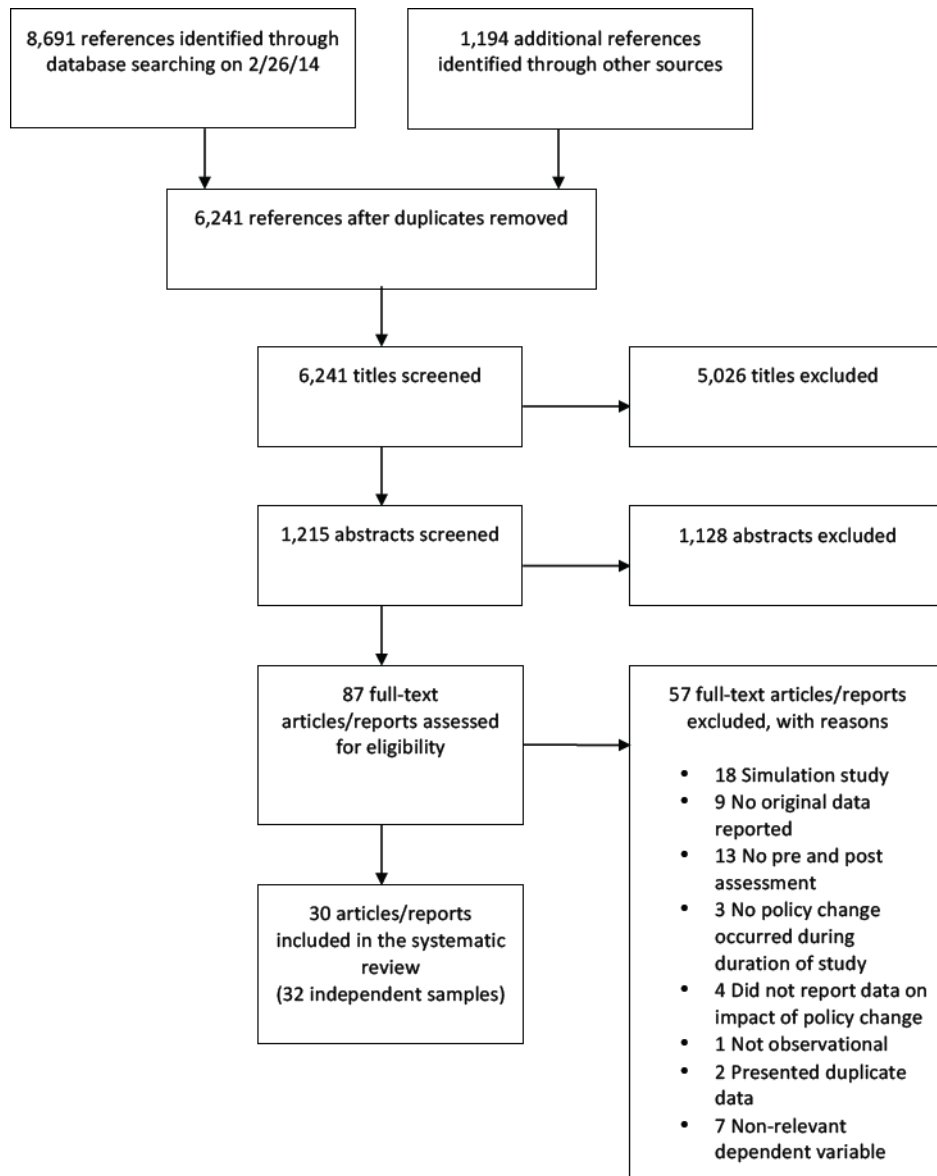 8,691 references identified through
database searching on 2/26/14
1,194 additional references
identified through other sources
6,241 references after duplicates removed
6,241 titles screened
5,026 titles excluded
1,215 abstracts screened
1,128 abstracts excluded
87 full-text
articles/reports assessed
for eligibility
57 full-text articles/reports
excluded, with reasons
• 18 Simulation study
• 9 No original data
reported
• 13 No pre and post
assessment
• 3 No policy change
occurred during
duration of study
• 4 Did not report data on
impact of policy change
• 1 Not observational
• 2 Presented duplicate
data
• 7 Non-relevant
dependent variable
30 articles/reports
included in the systematic
review
(32 independent samples)